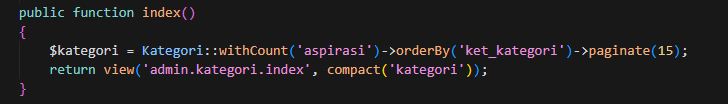 public function index()
{
    $kategori = Kategori::withCount('aspirasi')->orderBy('ket_kategori')->paginate(15);
    return view('admin.kategori.index', compact('kategori'));
}